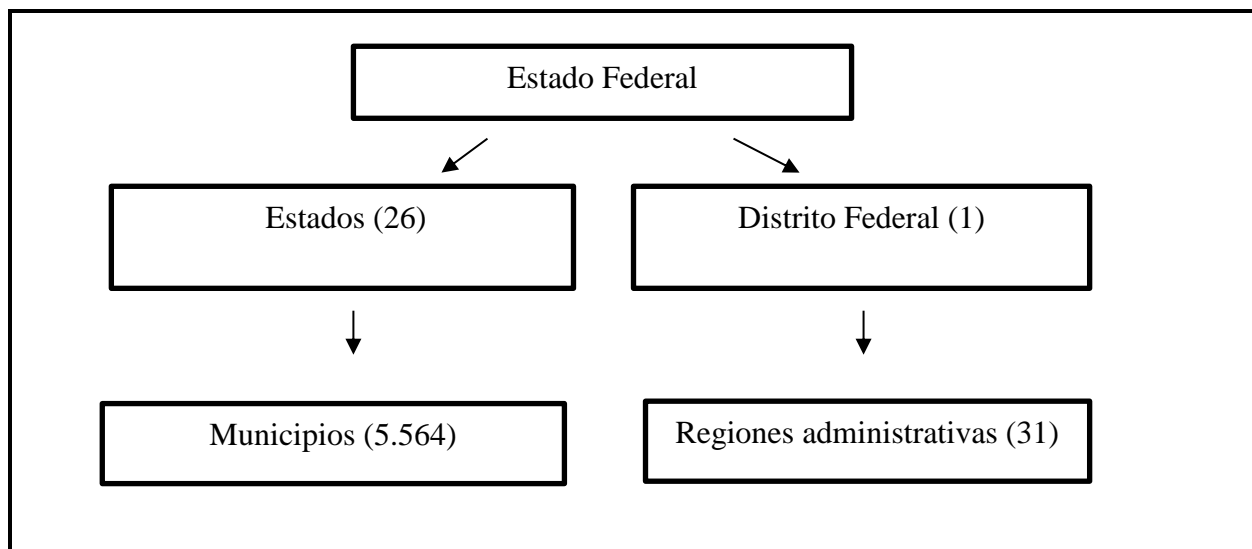 Estado Federal
Estados (26)
Distrito Federal (1)
Municipios (5.564)
Regiones administrativas (31)